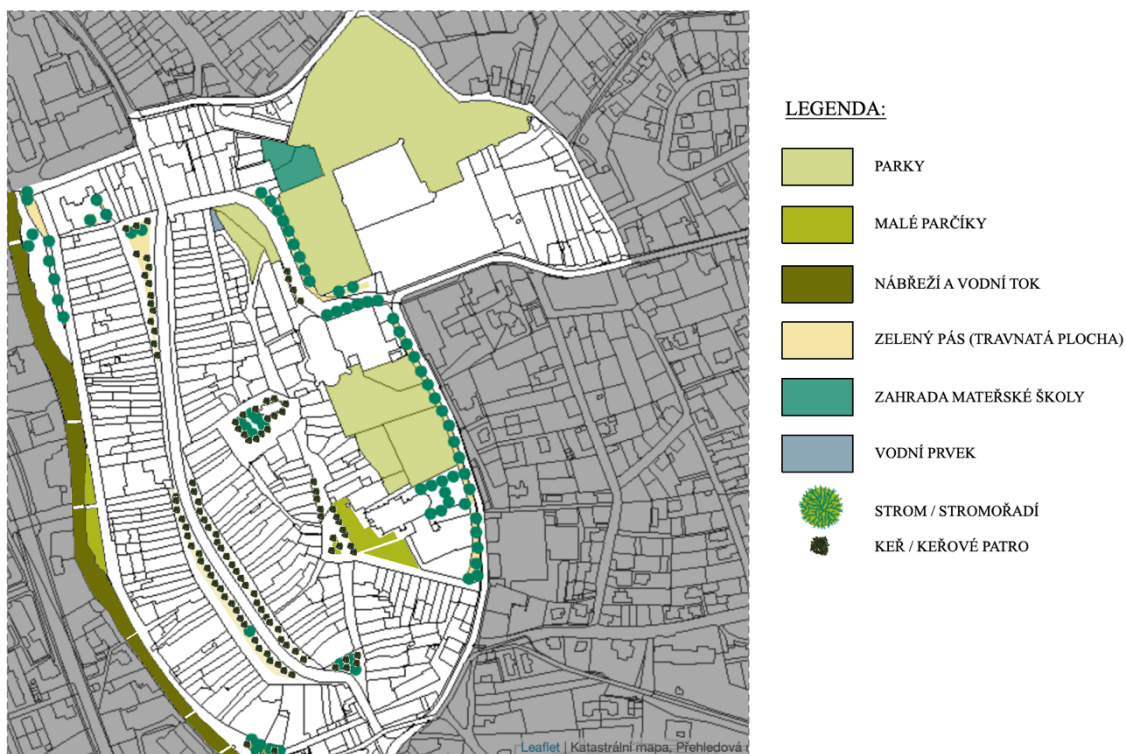 LEGENDA:
PARKY
MALÉ PARČÍKY
NÁBŘEŽÍ A VODNÍ TOK
ZELENÝ PÁS (TRAVNATÁ PLOCHA)
ZAHRADA MATEŘSKÉ ŠKOLY
VODNÍ PRVEK
STROM / STROMOŘADÍ
KEŘ / KEŘOVÉ PATRO
Leaflet | Katastrální mapa, Přehledová